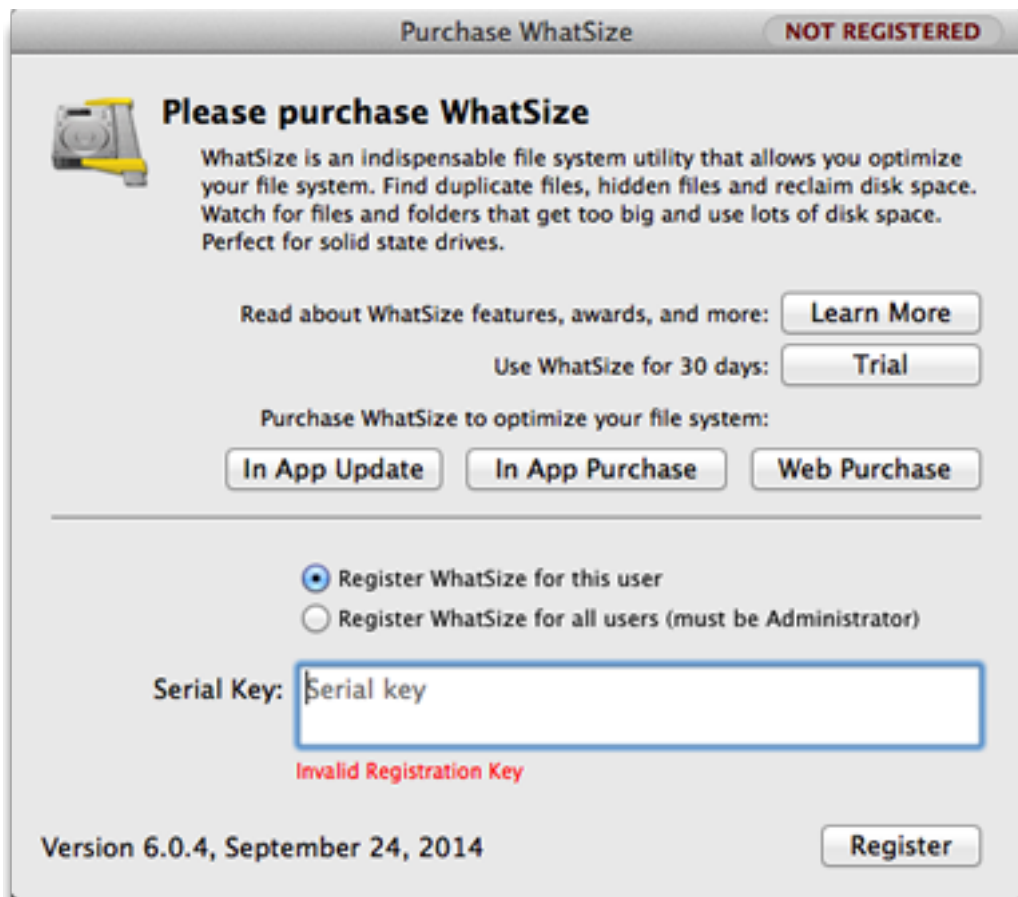 Purchase WhatSize
NOT REGISTERED
Please purchase WhatSize
WhatSize is an indispensable file system utility that allows you optimize
your file system. Find duplicate files, hidden files and reclaim disk space.
Watch for files and folders that get too big and use lots of disk space.
Perfect for solid state drives.
Read about WhatSize features, awards, and more:
Learn More
Use WhatSize for 30 days:
Trial
Purchase WhatSize to optimize your file system:
In App Update
In App Purchase
Web Purchase
Register WhatSize for this user
Register WhatSize for all users (must be Administrator)
Serial Key:
Serial key
Invalid Registration Key
Version 6.0.4, September 24, 2014
Register